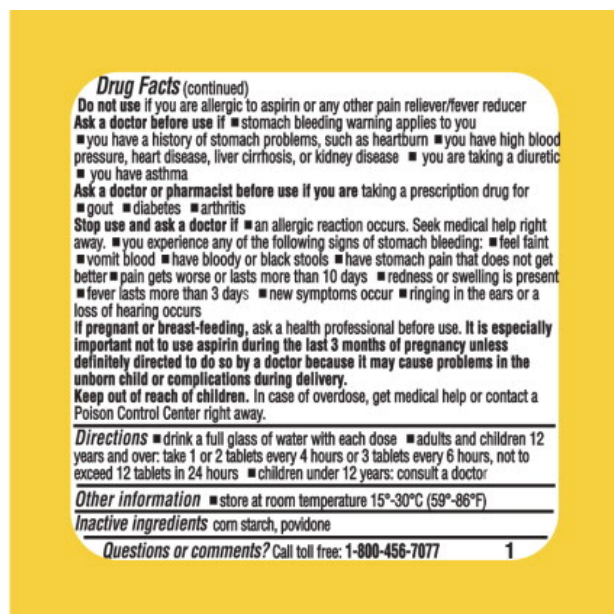 Drug Facts (continued)
Do not use if you are allergic to aspirin or any other pain reliever/fever reducer
Ask a doctor before use if ■ stomach bleeding warning applies to you
■ you have a history of stomach problems, such as heartburn ■ you have high blood
pressure, heart disease, liver cirrhosis, or kidney disease ■ you are taking a diuretic
■ you have asthma
Ask a doctor or pharmacist before use if you are taking a prescription drug for
■ gout ■ diabetes ■ arthritis
Stop use and ask a doctor if ■ an allergic reaction occurs. Seek medical help right
away. ■ you experience any of the following signs of stomach bleeding: ■ feel faint
■ vomit blood ■ have bloody or black stools ■ have stomach pain that does not get
better ■ pain gets worse or lasts more than 10 days ■ redness or swelling is present
■ fever lasts more than 3 days ■ new symptoms occur ■ ringing in the ears or a
loss of hearing occurs
If pregnant or breast-feeding, ask a health professional before use. It is especially
important not to use aspirin during the last 3 months of pregnancy unless
definitely directed to do so by a doctor because it may cause problems in the
unborn child or complications during delivery.
Keep out of reach of children. In case of overdose, get medical help or contact a
Poison Control Center right away.
Directions ■ drink a full glass of water with each dose ■ adults and children 12
years and over: take 1 or 2 tablets every 4 hours or 3 tablets every 6 hours, not to
exceed 12 tablets in 24 hours ■ children under 12 years: consult a doctor
Other information ■ store at room temperature 15°-30°C (59°-86°F)
Inactive ingredients corn starch, povidone
Questions or comments? Call toll free: 1-800-456-7077 1